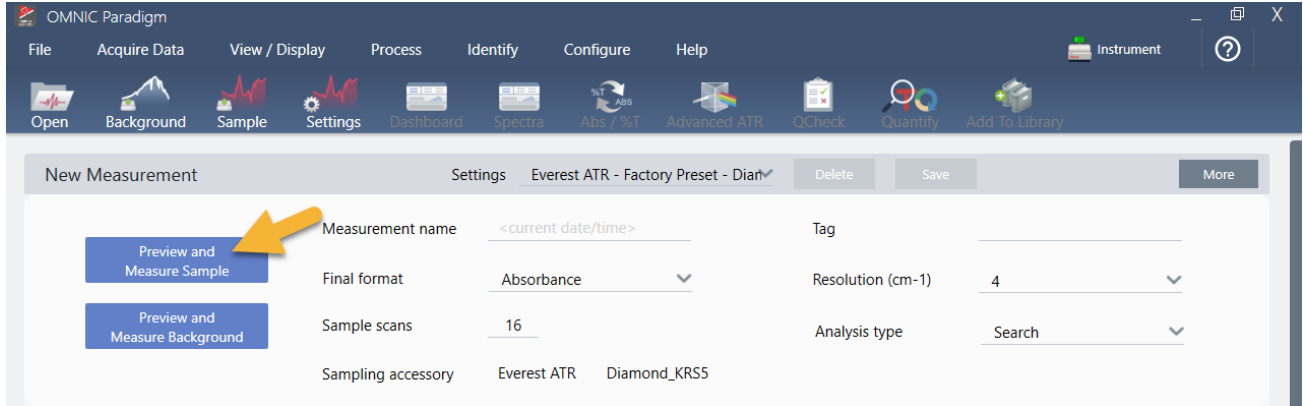 OMNIC Paradigm
File Acquire Data View / Display Process Identify Configure Help Instrument
%T ABS
Open Background Sample Settings Dashboard Spectra Abs / %T Advanced ATR QCheck Quantify Add To Library
New Measurement Settings Everest ATR - Factory Preset - Diam Delete Save More
Preview and
Measure Sample
Preview and
Measure Background
Measurement name <current date/time> Tag
Final format Absorbance Resolution (cm-1) 4
Sample scans 16 Analysis type Search
Sampling accessory Everest ATR Diamond_KRS5